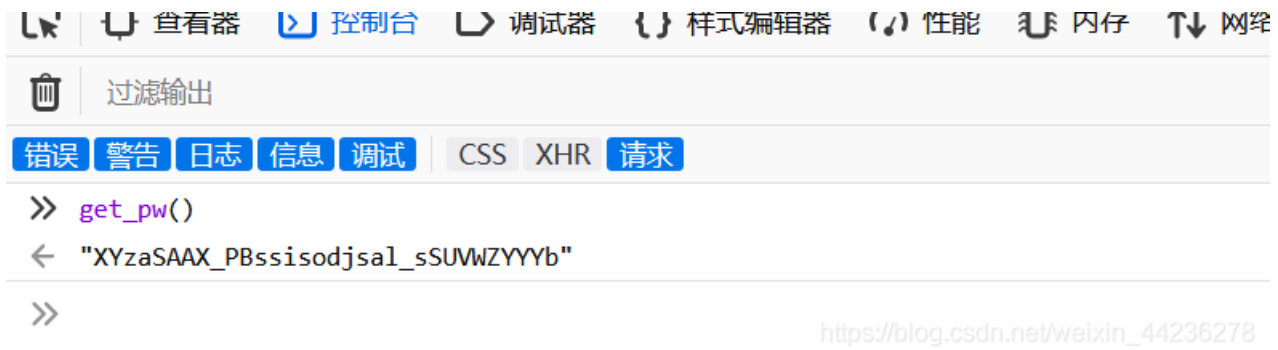 查看器 控制台 调试器 样式编辑器 性能 内存 网络
过滤输出
错误 警告 日志 信息 调试 CSS XHR 请求
>> get_pw()
← "XYzaSAAX_PBssisodjsal_sSUVWZYYYb"
>>
https://blog.csdn.net/weixin_44236278